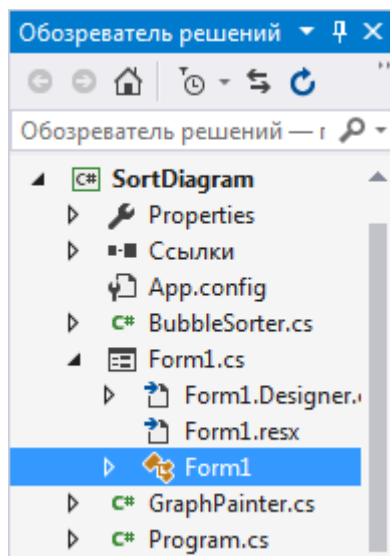 Обозреватель решений
Обозреватель решений — г
C# SortDiagram
Properties
Ссылки
App.config
C# BubbleSorter.cs
Form1.cs
Form1.Designer.
Form1.resx
Form1
C# GraphPainter.cs
C# Program.cs